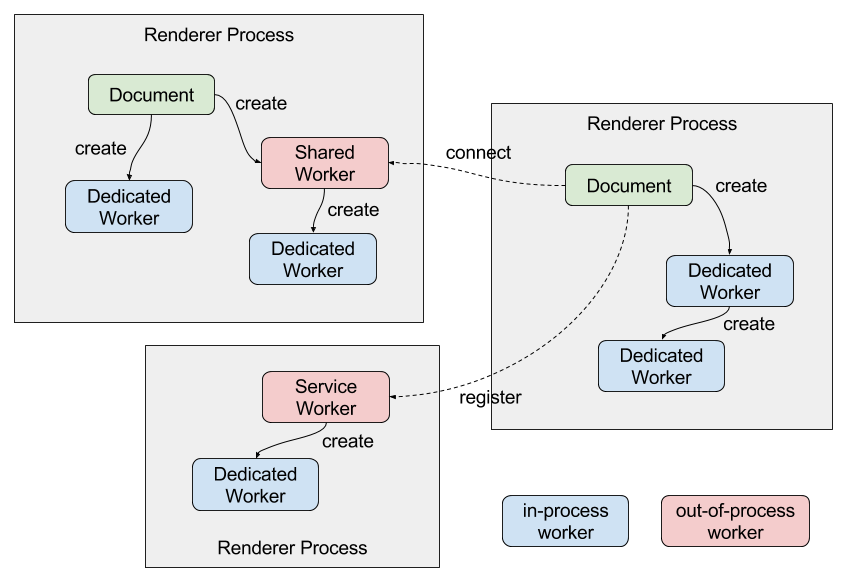 Renderer Process
Document
create
create
Shared
Worker
Dedicated
Worker
create
Dedicated
Worker
connect
Renderer Process
Document
create
Dedicated
Worker
create
Dedicated
Worker
register
Service
Worker
create
Dedicated
Worker
Renderer Process
in-process
worker
out-of-process
worker